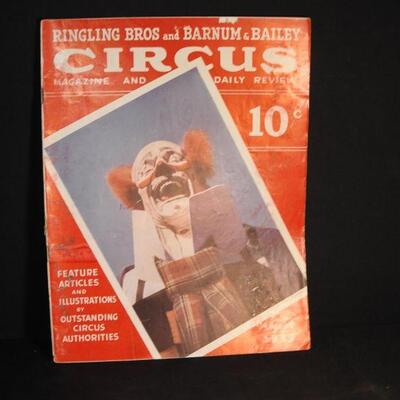 RINGLING BROS and BARNUM & BAILEY
CIRCUS
MAGAZINE AND DAILY REVIEW
10¢
FEATURE
ARTICLES
AND
ILLUSTRATIONS
BY
OUTSTANDING
CIRCUS
AUTHORITIES